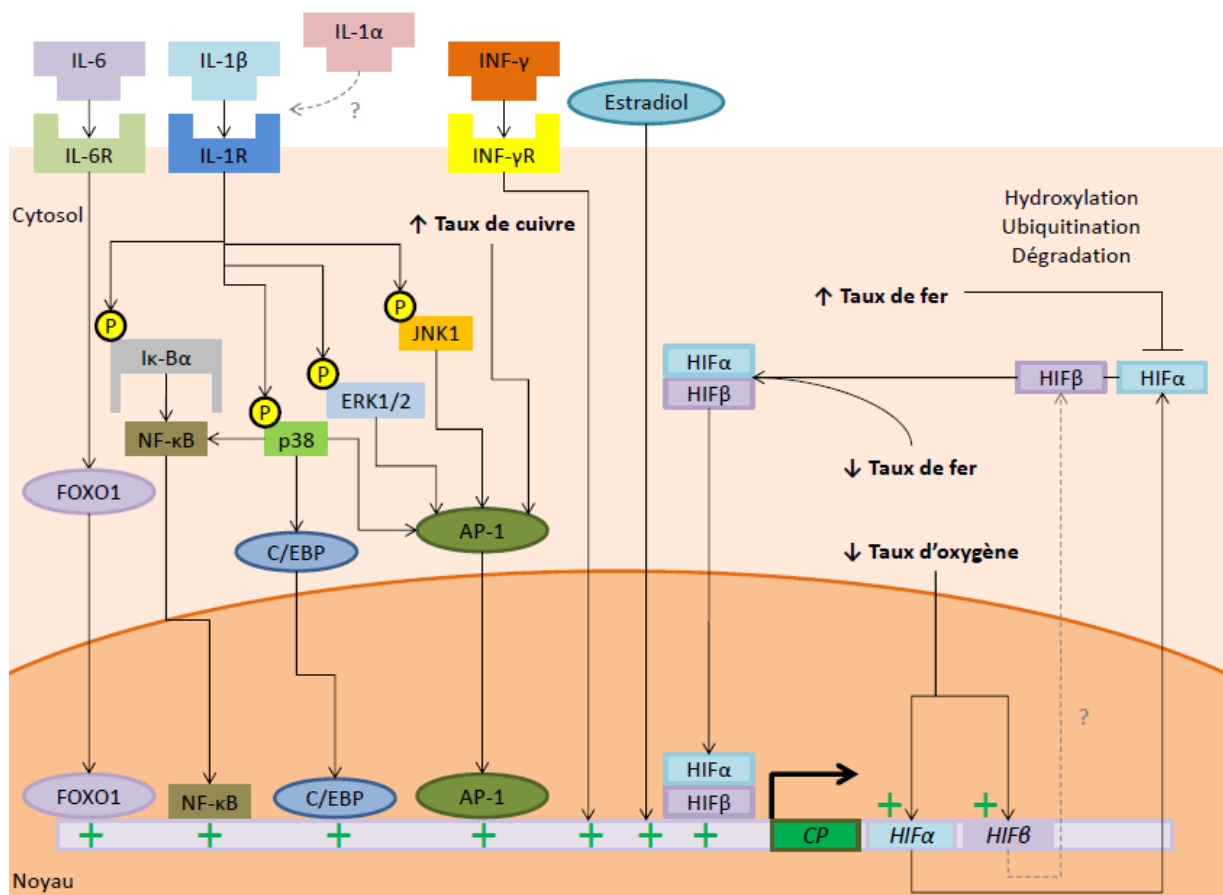 IL-6
IL-1β
IL-1α
INF-γ
?
Estradiol
IL-6R
IL-1R
INF-γR
Cytosol
↑ Taux de cuivre
Hydroxylation
Ubiquitination
Dégradation
↑ Taux de fer
P
P
JNK1
Iκ-Bα
P
HIFα
HIFβ
HIFβ
HIFα
ERK1/2
P
NF-κB
p38
↓ Taux de fer
FOXO1
AP-1
C/EBP
↓ Taux d'oxygène
?
FOXO1
NF-κB
C/EBP
AP-1
HIFα
HIFβ
+ +
+ + + + + + +
CP
HIFα
HIFβ
Noyau